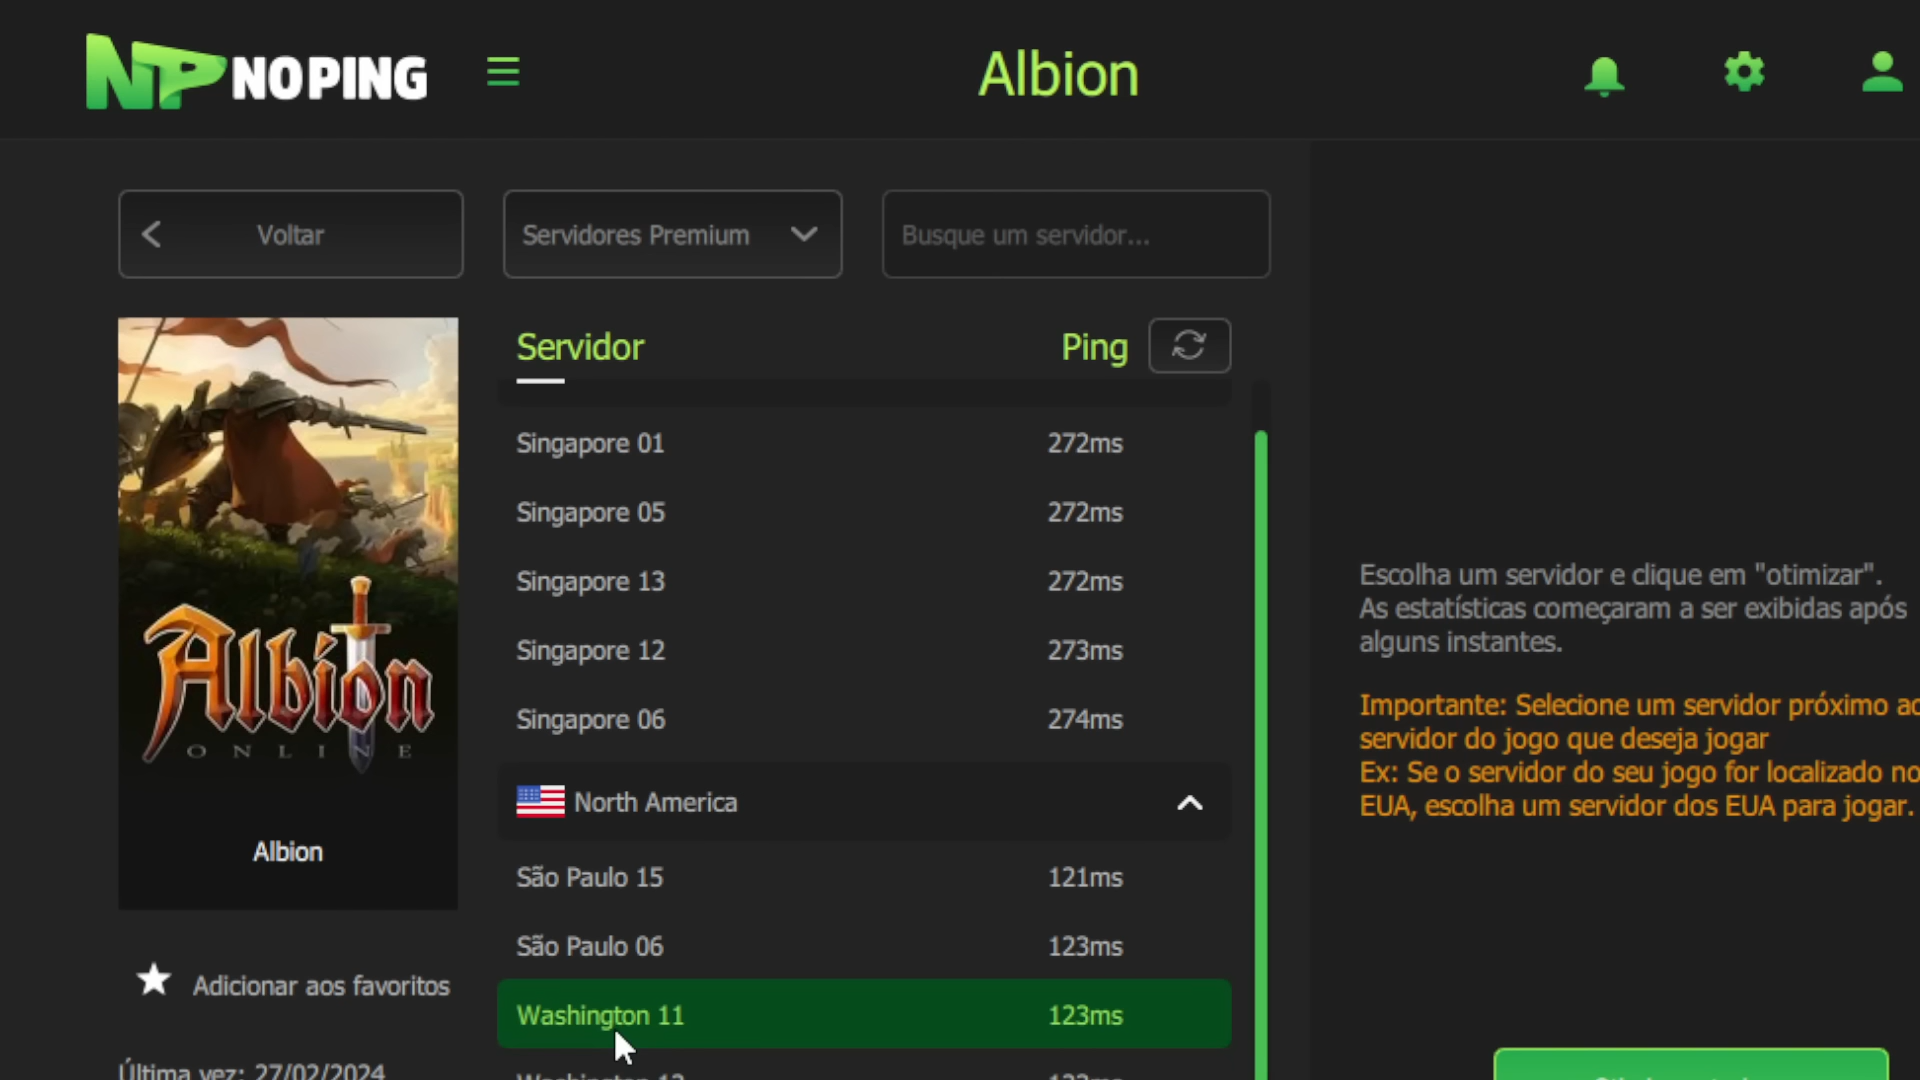 NP NOPING
Albion
Voltar
Servidores Premium
Busque um servidor...
Servidor
Ping
Singapore 01 272ms
Singapore 05 272ms
Singapore 13 272ms
Singapore 12 273ms
Singapore 06 274ms
North America
São Paulo 15 121ms
São Paulo 06 123ms
Washington 11 123ms
Albion
ONLINE
Albion
Adicionar aos favoritos
Última vez: 27/02/2024
Escolha um servidor e clique em "otimizar".
As estatísticas começaram a ser exibidas após
alguns instantes.
Importante: Selecione um servidor próximo ao
servidor do jogo que deseja jogar
Ex: Se o servidor do seu jogo for localizado no
EUA, escolha um servidor dos EUA para jogar.